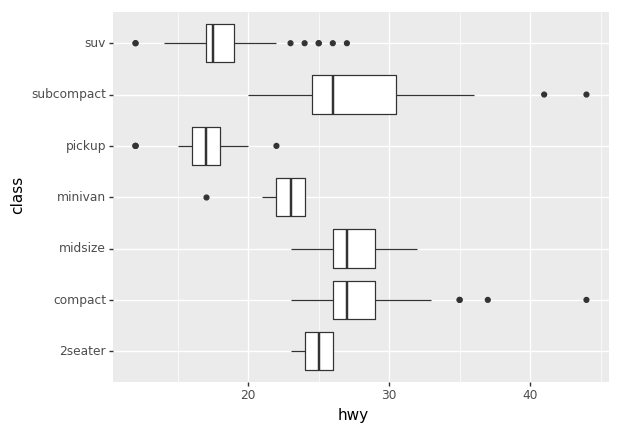 suv
subcompact
pickup
minivan
midsize
compact
2seater
class
20 30 40
hwy